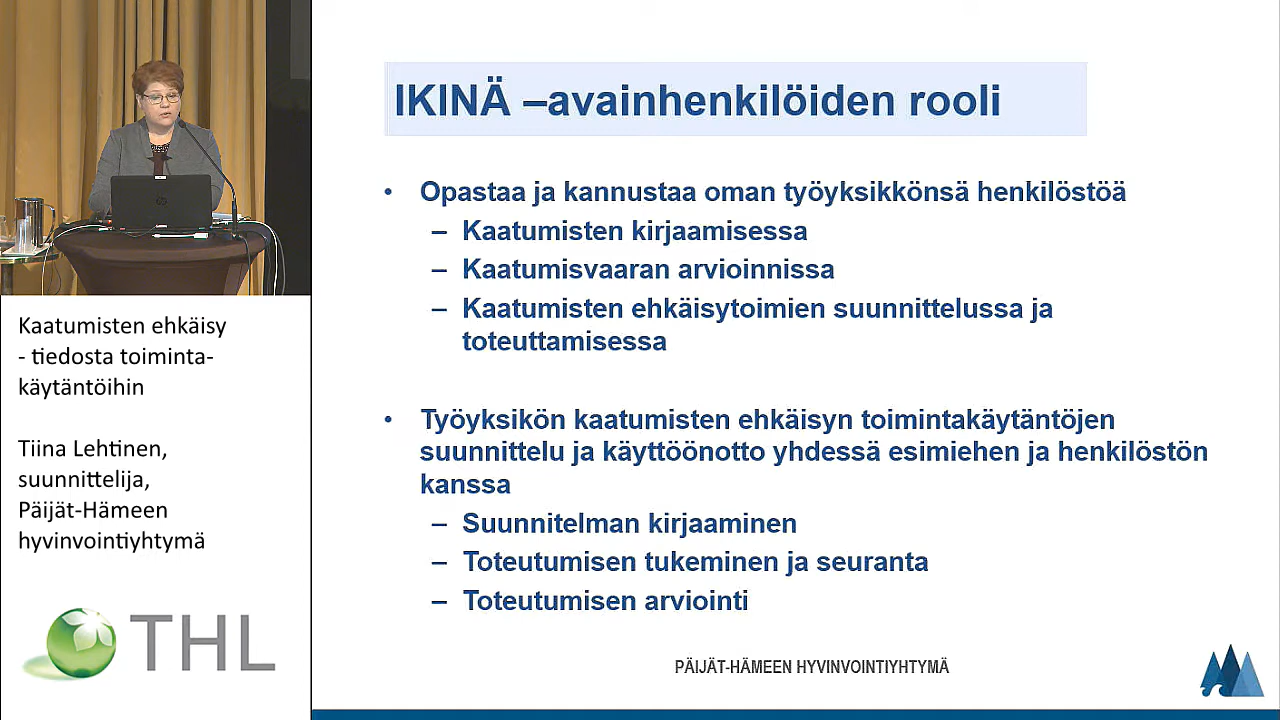 IKINÄ –avainhenkilöiden rooli
• Opastaa ja kannustaa oman työyksikkönsä henkilöstöä
– Kaatumisten kirjaamisessa
– Kaatumisvaaran arvioinnissa
– Kaatumisten ehkäisytoimien suunnittelussa ja
toteuttamisessa
• Työyksikön kaatumisten ehkäisyn toimintakäytäntöjen
suunnittelu ja käyttöönotto yhdessä esimiehen ja henkilöstön
kanssa
– Suunnitelman kirjaaminen
– Toteutumisen tukeminen ja seuranta
– Toteutumisen arviointi
PÄIJÄT-HÄMEEN HYVINVOINTIYHTYMÄ
Kaatumisten ehkäisy
- tiedosta toiminta-
käytäntöihin
Tiina Lehtinen,
suunnittelija,
Päijät-Hämeen
hyvinvointiyhtymä
THL